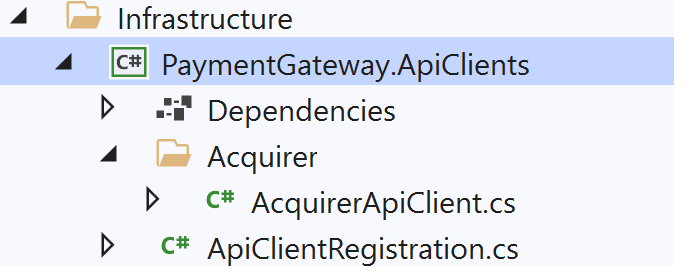 Infrastructure
C# PaymentGateway.ApiClients
Dependencies
Acquirer
C# AcquirerApiClient.cs
C# ApiClientRegistration.cs